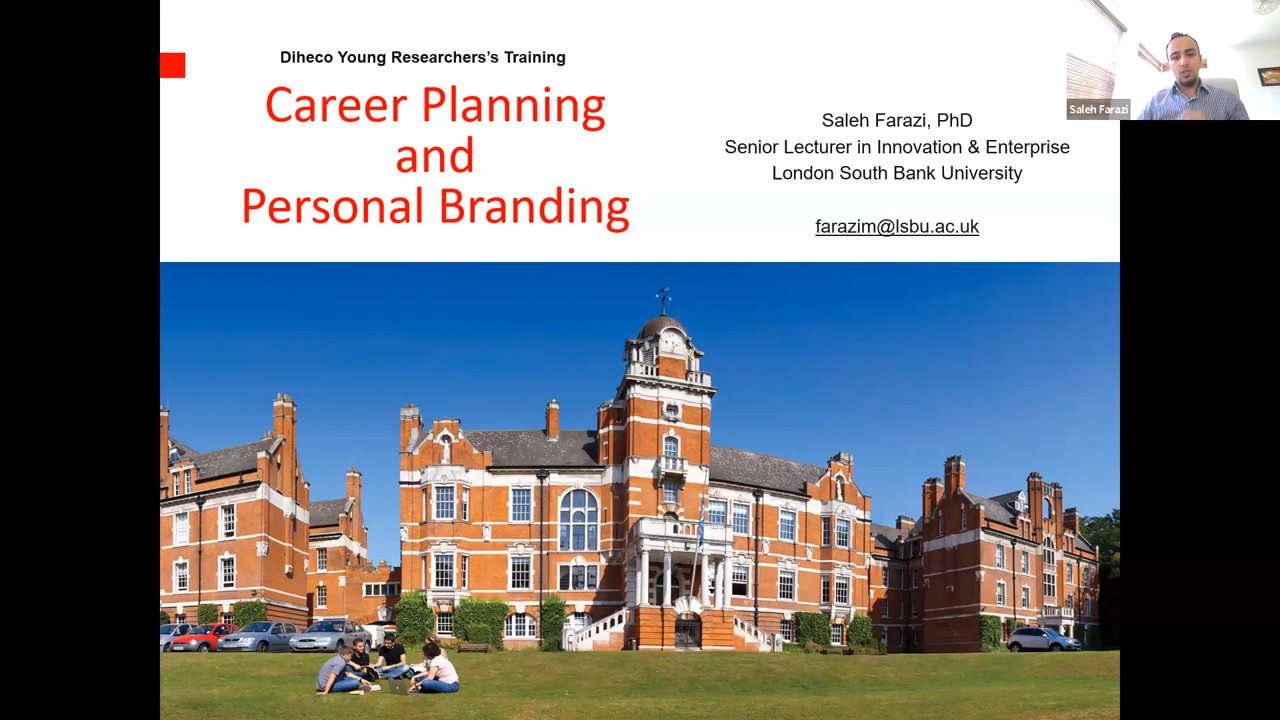 Diheco Young Researchers's Training
Career Planning
and
Personal Branding
Saleh Farazi, PhD
Senior Lecturer in Innovation & Enterprise
London South Bank University
farazim@lsbu.ac.uk
Saleh Farazi